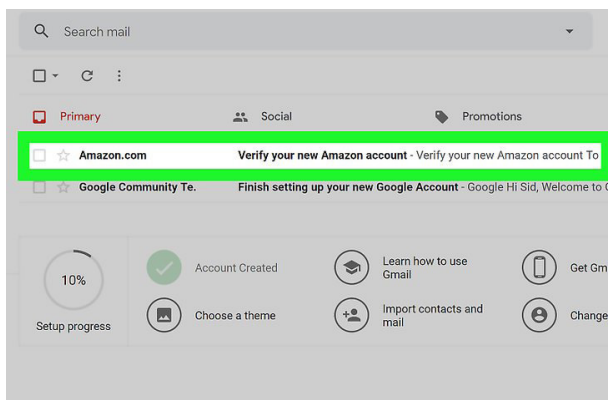 Search mail
Primary
Social
Promotions
Amazon.com Verify your new Amazon account - Verify your new Amazon account To
Google Community Te. Finish setting up your new Google Account - Google Hi Sid, Welcome to
10%
Setup progress
Account Created
Learn how to use
Gmail
Get Gm
Choose a theme
Import contacts and
mail
Change